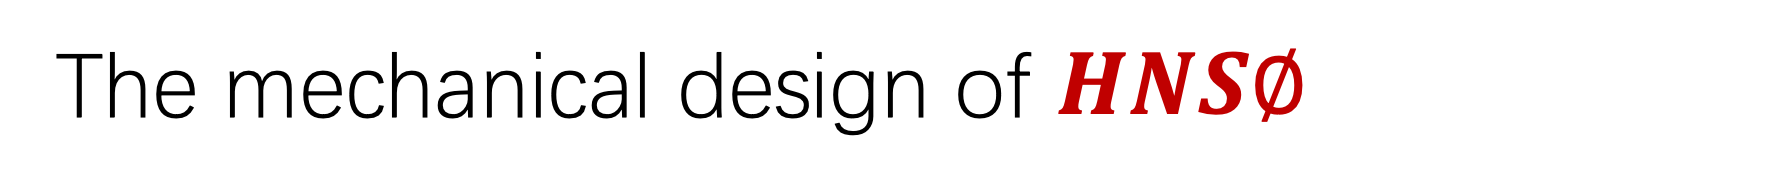 The mechanical design of HNSØ